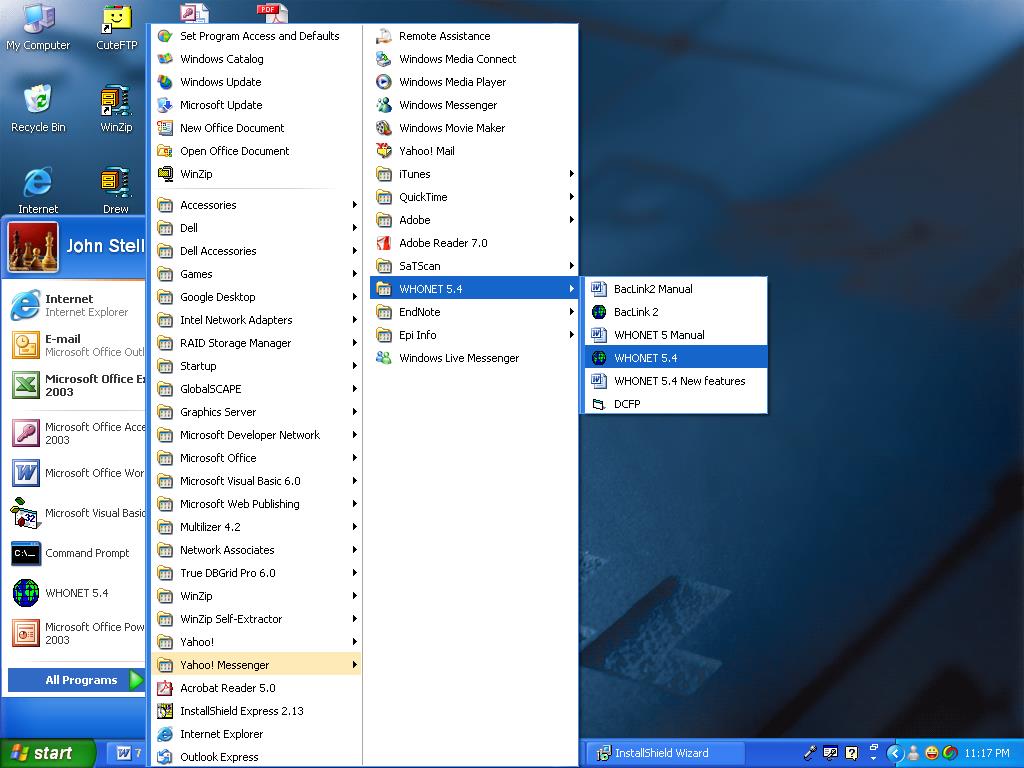 My Computer
CuteFTP
PDF
Recycle Bin
WinZip
Internet
Drew
John Stell
Internet
Internet Explorer
E-mail
Microsoft Office Outl
Microsoft Office Ex
2003
Microsoft Office Acce
2003
Microsoft Office Wor
Microsoft Visual Basic
Command Prompt
WHONET 5.4
Microsoft Office Pow
2003
All Programs
Set Program Access and Defaults
Windows Catalog
Windows Update
Microsoft Update
New Office Document
Open Office Document
WinZip
Accessories
Dell
Dell Accessories
Games
Google Desktop
Intel Network Adapters
RAID Storage Manager
Startup
GlobalSCAPE
Graphics Server
Microsoft Developer Network
Microsoft Office
Microsoft Visual Basic 6.0
Microsoft Web Publishing
Multilizer 4.2
Network Associates
True DBGrid Pro 6.0
WinZip
WinZip Self-Extractor
Yahoo!
Yahoo! Messenger
Acrobat Reader 5.0
InstallShield Express 2.13
Internet Explorer
Outlook Express
Remote Assistance
Windows Media Connect
Windows Media Player
Windows Messenger
Windows Movie Maker
Yahoo! Mail
iTunes
QuickTime
Adobe
Adobe Reader 7.0
SaTScan
WHONET 5.4
EndNote
Epi Info
Windows Live Messenger
BacLink2 Manual
BacLink 2
WHONET 5 Manual
WHONET 5.4
WHONET 5.4 New features
DCFP
start
7
InstallShield Wizard
11:17 PM